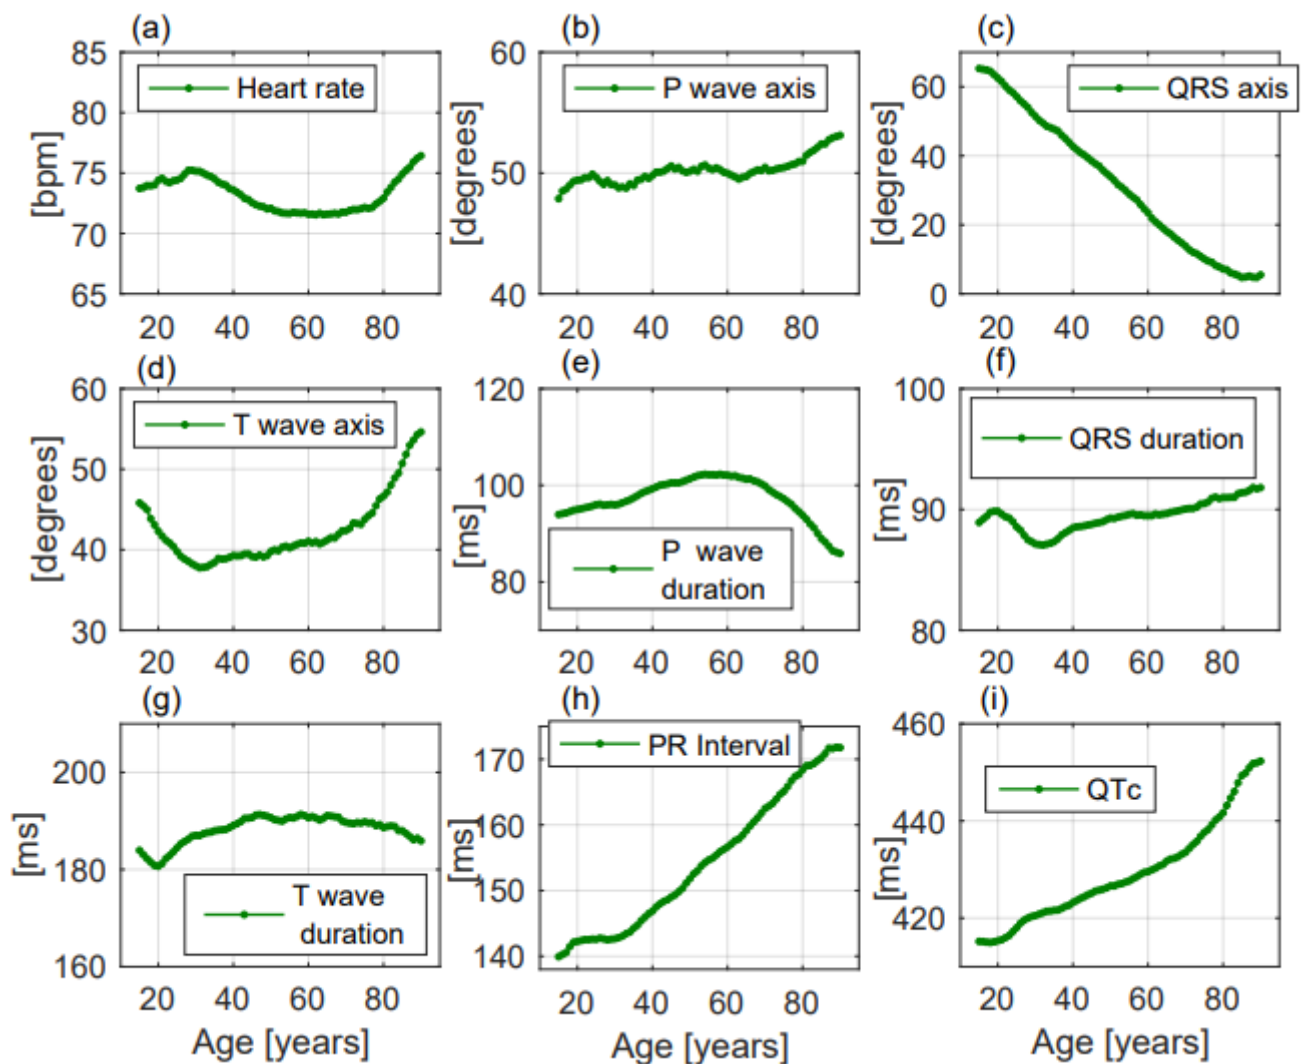 (a)
85
80
75
70
65
[bpm]
Heart rate
20 40 60 80
(b)
60
50
40
[degrees]
P wave axis
20 40 60 80
(c)
60
40
20
0
[degrees]
QRS axis
20 40 60 80
(d)
60
50
40
30
[degrees]
T wave axis
20 40 60 80
(e)
120
100
80
[ms]
P wave
duration
20 40 60 80
(f)
100
90
80
[ms]
QRS duration
20 40 60 80
(g)
200
180
160
[ms]
T wave
duration
20 40 60 80
Age [years]
(h)
170
160
150
140
[ms]
PR Interval
20 40 60 80
Age [years]
(i)
460
440
420
[ms]
QTc
20 40 60 80
Age [years]